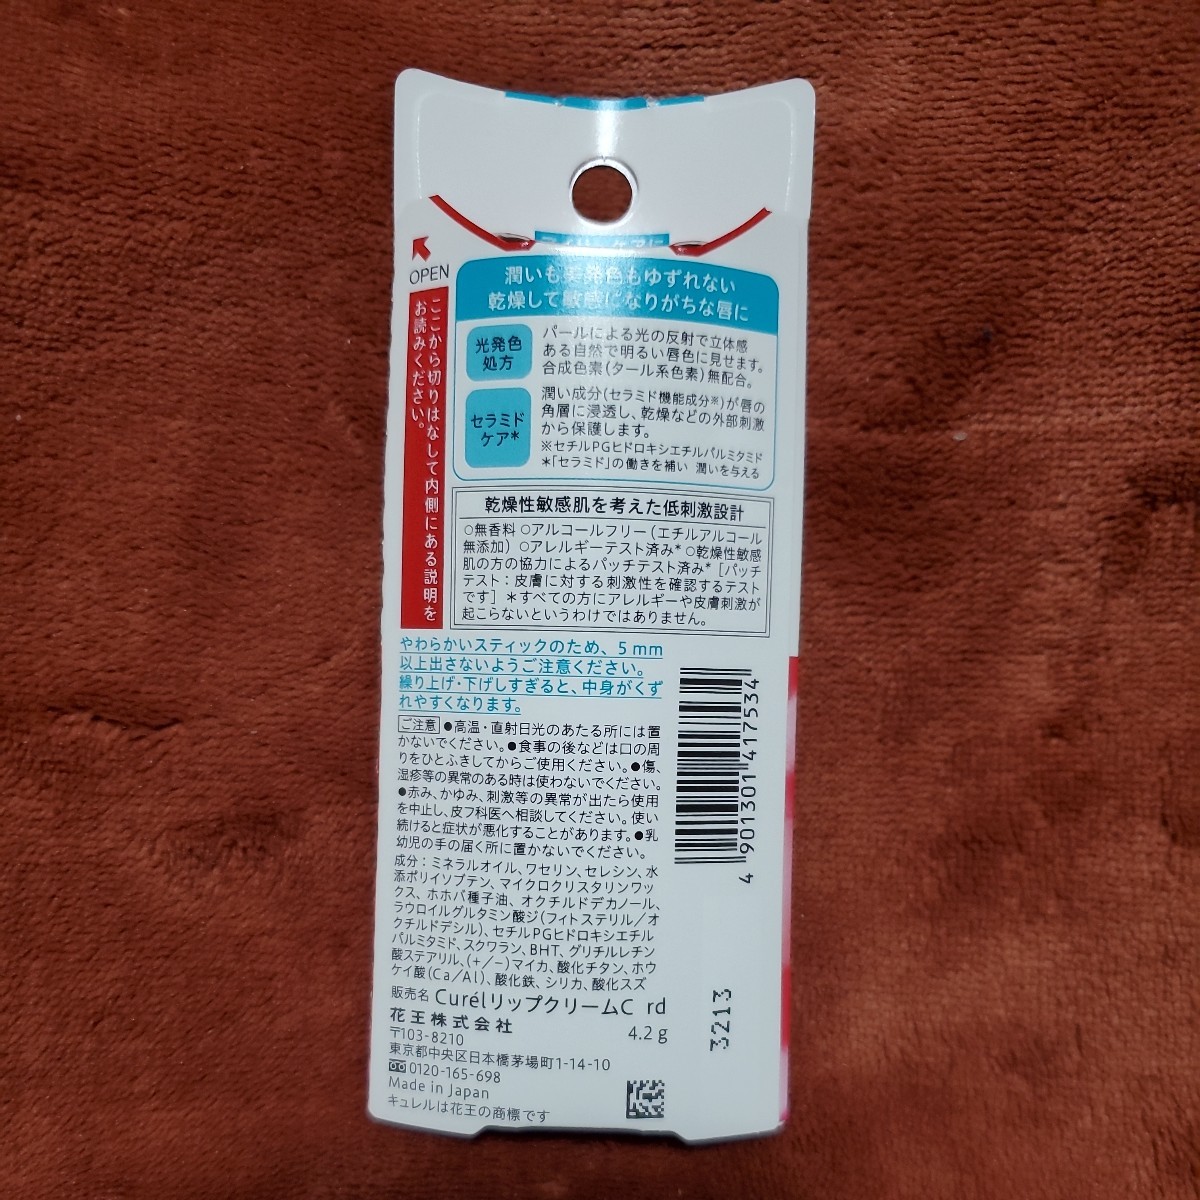 ケアに
OPEN
ここから切りはなして内側にある説明を
お読みください。
潤いも美発色もゆずれない
乾燥して敏感になりがちな唇に
光発色
処方
パールによる光の反射で立体感
ある自然で明るい唇色に見せます。
合成色素(タール系色素)無配合。
セラミド
ケア*
潤い成分(セラミド機能成分※)が唇の
角層に浸透し、乾燥などの外部刺激
から保護します。
※セチルPGヒドロキシエチルパルミタミド
*「セラミド」の働きを補い 潤いを与える
乾燥性敏感肌を考えた低刺激設計
○無香料 ○アルコールフリー(エチルアルコール
無添加) ○アレルギーテスト済み* ○乾燥性敏感
肌の方の協力によるパッチテスト済み* [パッチ
テスト:皮膚に対する刺激性を確認するテスト
です] *すべての方にアレルギーや皮膚刺激が
起こらないというわけではありません。
やわらかいスティックのため、5mm
以上出さないようご注意ください。
繰り上げ・下げしすぎると、中身がくず
れやすくなります。
ご注意 ●高温・直射日光のあたる所には置
かないでください。●食事の後などは口の周
りをひとふきしてからご使用ください。●傷、
湿疹等の異常のある時は使わないでください。
●赤み、かゆみ、刺激等の異常が出たら使用
を中止し、皮フ科医へ相談してください。使い
続けると症状が悪化することがあります。●乳
幼児の手の届く所に置かないでください。
成分:ミネラルオイル、ワセリン、セレシン、水
添ポリイソブテン、マイクロクリスタリンワッ
クス、ホホバ種子油、オクチルドデカノール、
ラウロイルグルタミン酸ジ(フィトステリル/オ
クチルドデシル)、セチルPGヒドロキシエチル
パルミタミド、スクワラン、BHT、グリチルレチン
酸ステアリル、(+/-)マイカ、酸化チタン、ホウ
ケイ酸(Ca/Al)、酸化鉄、シリカ、酸化スズ
販売名 CurélリップクリームC rd
花王株式会社 4.2g
〒103-8210
東京都中央区日本橋茅場町1-14-10
0120-165-698
Made in Japan
キュレルは花王の商標です
4 901301 417534
3213